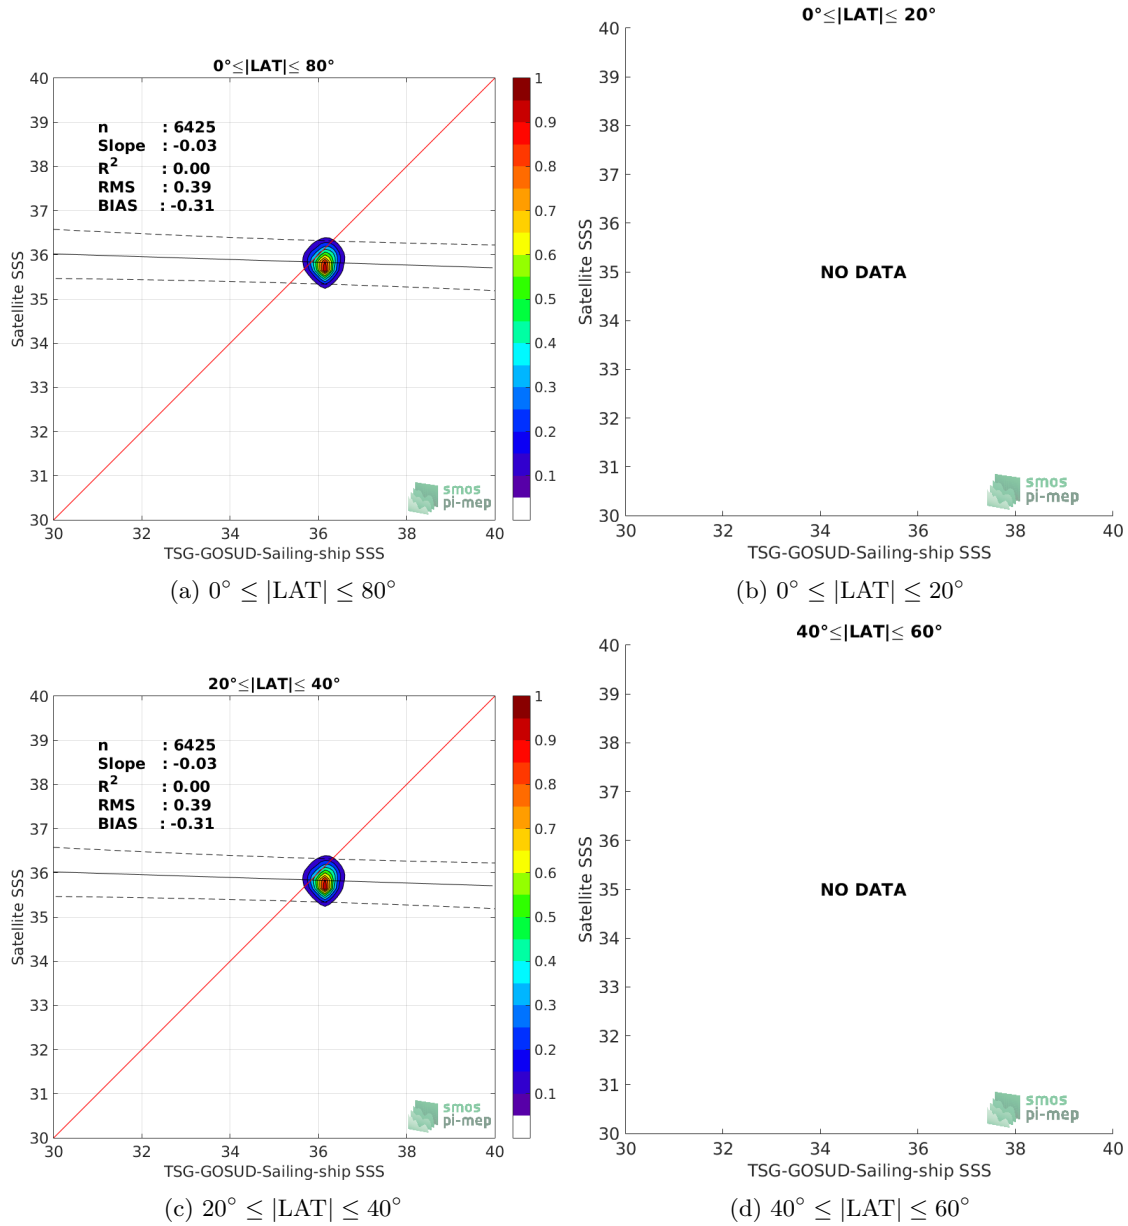 0°≤|LAT|≤ 80°
n : 6425
Slope : -0.03
R² : 0.00
RMS : 0.39
BIAS : -0.31
40
39
38
37
36
35
34
33
32
31
30
Satellite SSS
30 32 34 36 38 40
TSG-GOSUD-Sailing-ship SSS
1
0.9
0.8
0.7
0.6
0.5
0.4
0.3
0.2
0.1
smos
pi-mep
(a) 0° ≤ |LAT| ≤ 80°
0°≤|LAT|≤ 20°
40
39
38
37
36
35
34
33
32
31
30
Satellite SSS
NO DATA
smos
pi-mep
30 32 34 36 38 40
TSG-GOSUD-Sailing-ship SSS
(b) 0° ≤ |LAT| ≤ 20°
20°≤|LAT|≤ 40°
n : 6425
Slope : -0.03
R² : 0.00
RMS : 0.39
BIAS : -0.31
40
39
38
37
36
35
34
33
32
31
30
Satellite SSS
30 32 34 36 38 40
TSG-GOSUD-Sailing-ship SSS
1
0.9
0.8
0.7
0.6
0.5
0.4
0.3
0.2
0.1
smos
pi-mep
(c) 20° ≤ |LAT| ≤ 40°
40°≤|LAT|≤ 60°
40
39
38
37
36
35
34
33
32
31
30
Satellite SSS
NO DATA
smos
pi-mep
30 32 34 36 38 40
TSG-GOSUD-Sailing-ship SSS
(d) 40° ≤ |LAT| ≤ 60°